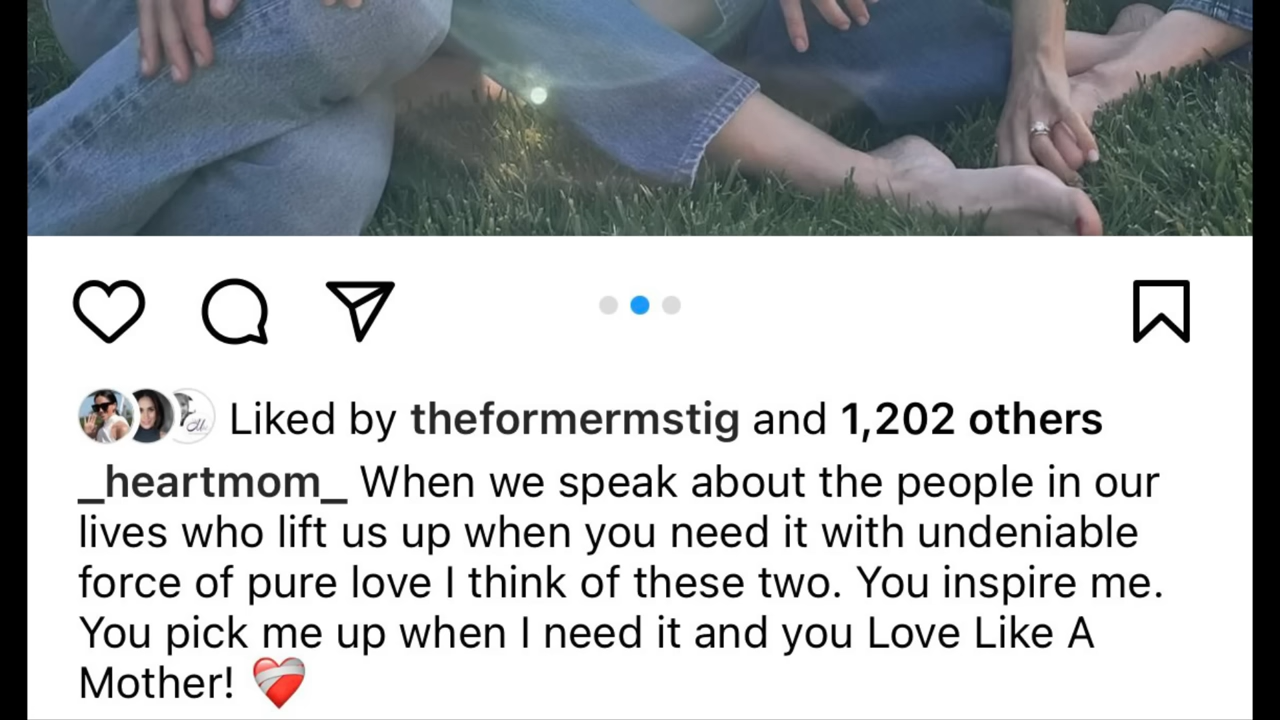 Liked by theformermstig and 1,202 others
_heartmom_ When we speak about the people in our
lives who lift us up when you need it with undeniable
force of pure love I think of these two. You inspire me.
You pick me up when I need it and you Love Like A
Mother! ❤️‍🩹